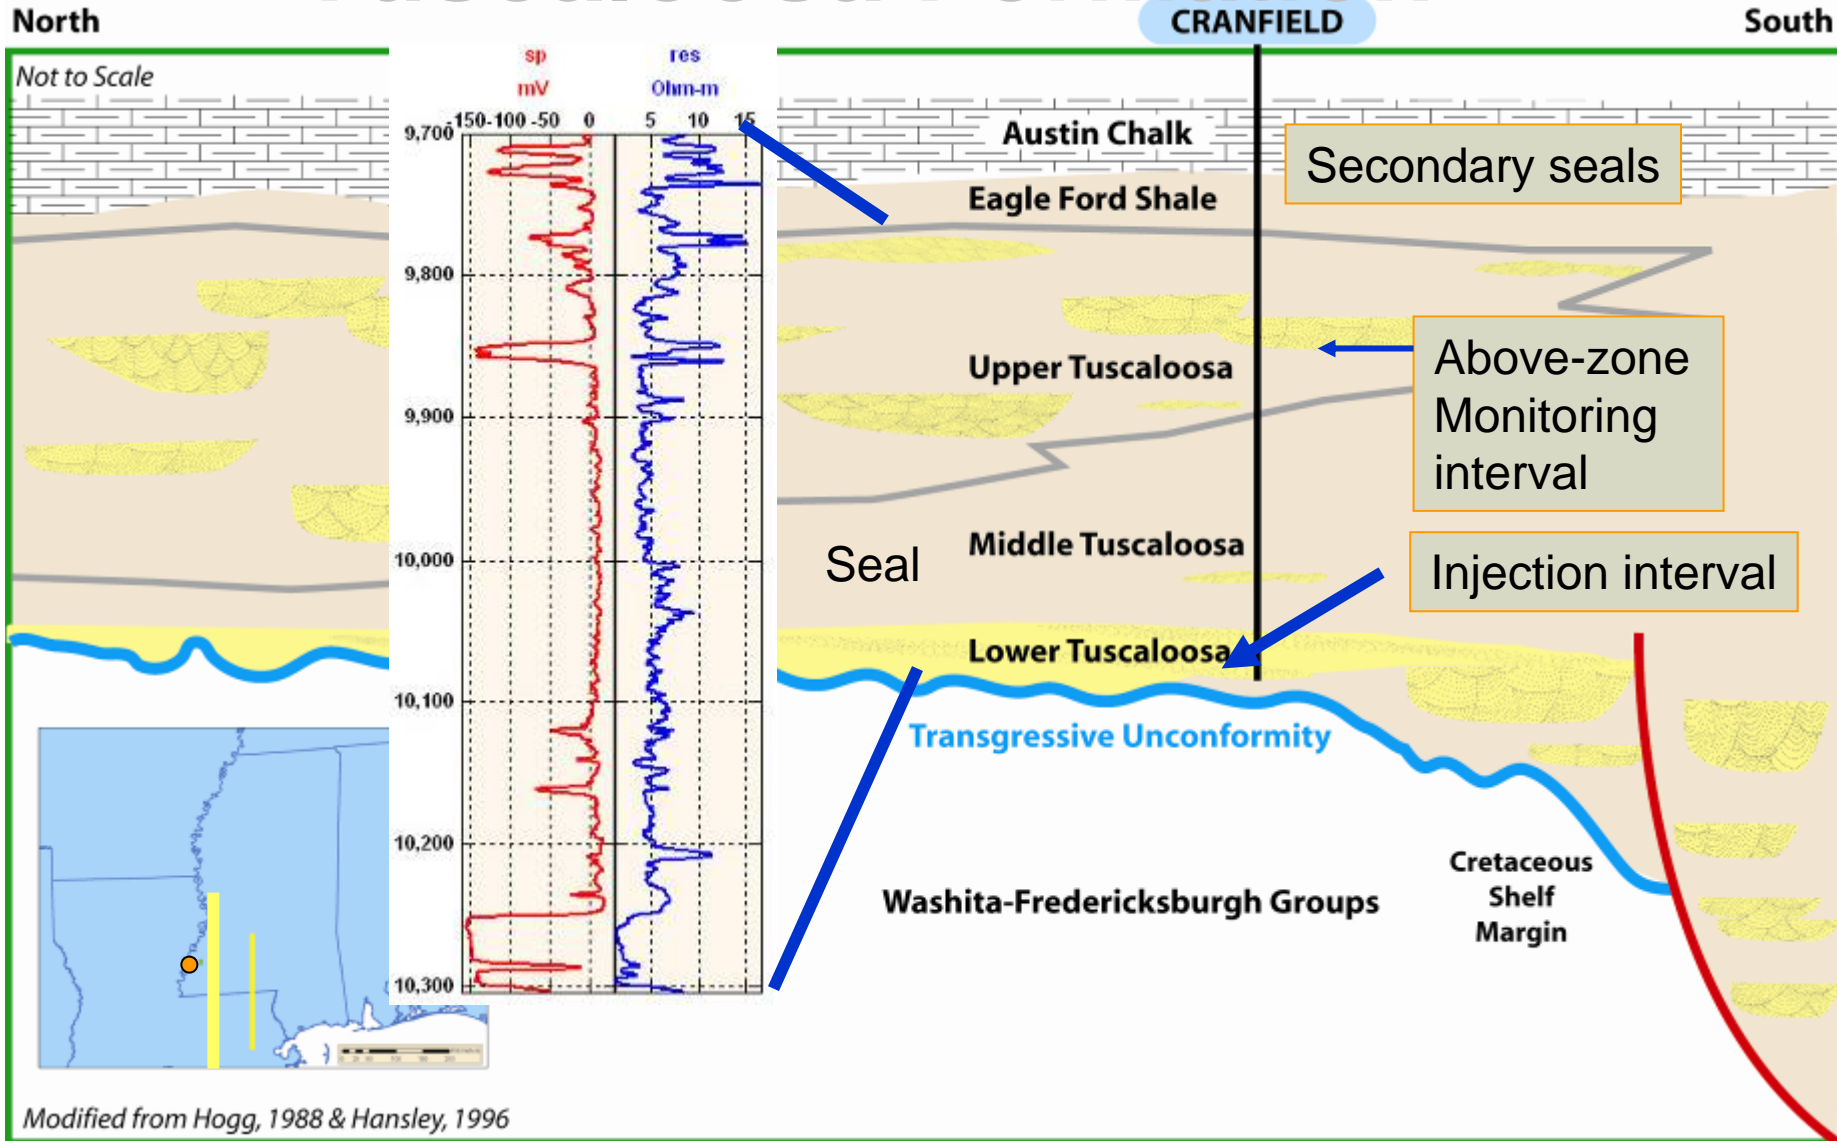 Tuscaloosa Formation
North
CRANFIELD
South
Not to Scale
sp
res
mV
Ohm-m
-150 -100 -50 0
5 10 15
9,700
9,800
9,900
10,000
10,100
10,200
10,300
Austin Chalk
Secondary seals
Eagle Ford Shale
Upper Tuscaloosa
Above-zone
Monitoring
interval
Seal
Middle Tuscaloosa
Injection interval
Lower Tuscaloosa
Transgressive Unconformity
Washita-Fredericksburgh Groups
Cretaceous
Shelf
Margin
Modified from Hogg, 1988 & Hansley, 1996